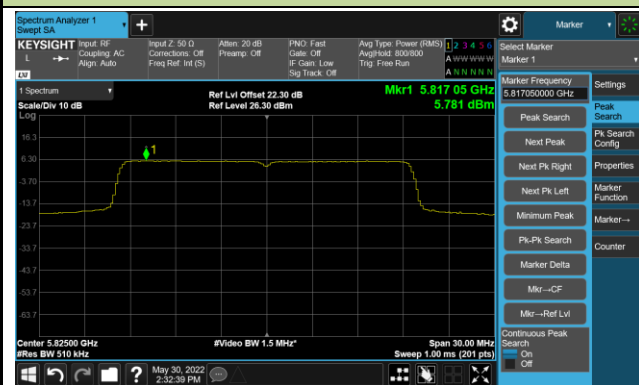 Spectrum Analyzer 1
Swept SA
Marker
KEYSIGHT
L
LXI
Input: RF
Coupling: AC
Align: Auto
Input Z: 50 Ω
Corrections: Off
Freq Ref: Int (S)
Atten: 20 dB
Preamp: Off
PNO: Fast
Gate: Off
IF Gain: Low
Sig Track: Off
Avg Type: Power (RMS)
Avg|Hold: 800/800
Trig: Free Run
1 2 3 4 5 6
A W W W W W
A N N N N N
Select Marker
Marker 1
1 Spectrum
Scale/Div 10 dB
Log
Ref Lvl Offset 22.30 dB
Ref Level 26.30 dBm
Mkr1 5.817 05 GHz
5.781 dBm
16.3
6.30
-3.70
-13.7
-23.7
-33.7
-43.7
-53.7
-63.7
1
Center 5.82500 GHz
#Res BW 510 kHz
#Video BW 1.5 MHz*
Span 30.00 MHz
Sweep 1.00 ms (201 pts)
Marker Frequency
5.817050000 GHz
Peak Search
Next Peak
Next Pk Right
Next Pk Left
Minimum Peak
Pk-Pk Search
Marker Delta
Mkr→CF
Mkr→Ref Lvl
Continuous Peak
Search
On
Off
Settings
Peak
Search
Pk Search
Config
Properties
Marker
Function
Marker→
Counter
May 30, 2022
2:32:39 PM